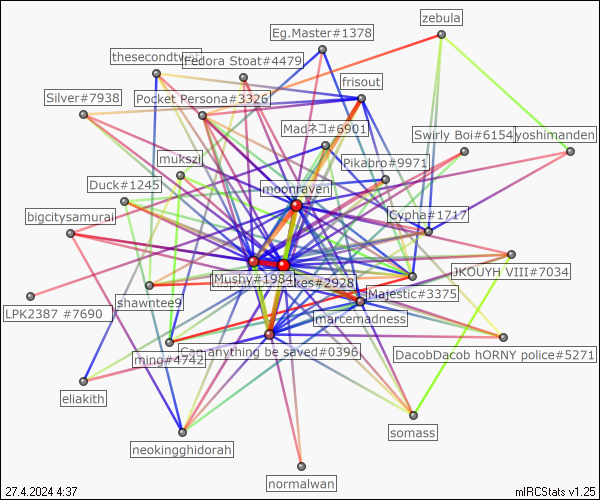 zebula
Eg.Master#1378
thesecondtw
Fedora Stoat#4479
frisout
Silver#7938
Pocket Persona#3326
Madネコ#6901
Swirly Boi#6154
yoshimanden
mukszi
Pikabro#9971
Duck#1245
moonraven
bigcitysamurai
Cypha#1717
JKOUYH VIII#7034
Mushy#1984
kes#2928
Majestic#3375
shawntee9
LPK2387 #7690
marcemadness
ming#4742
Can anything be saved#0396
DacobDacob hORNY police#5271
eliakith
somass
neokingghidorah
normalwan
27.4.2024 4:37
mIRCStats v1.25